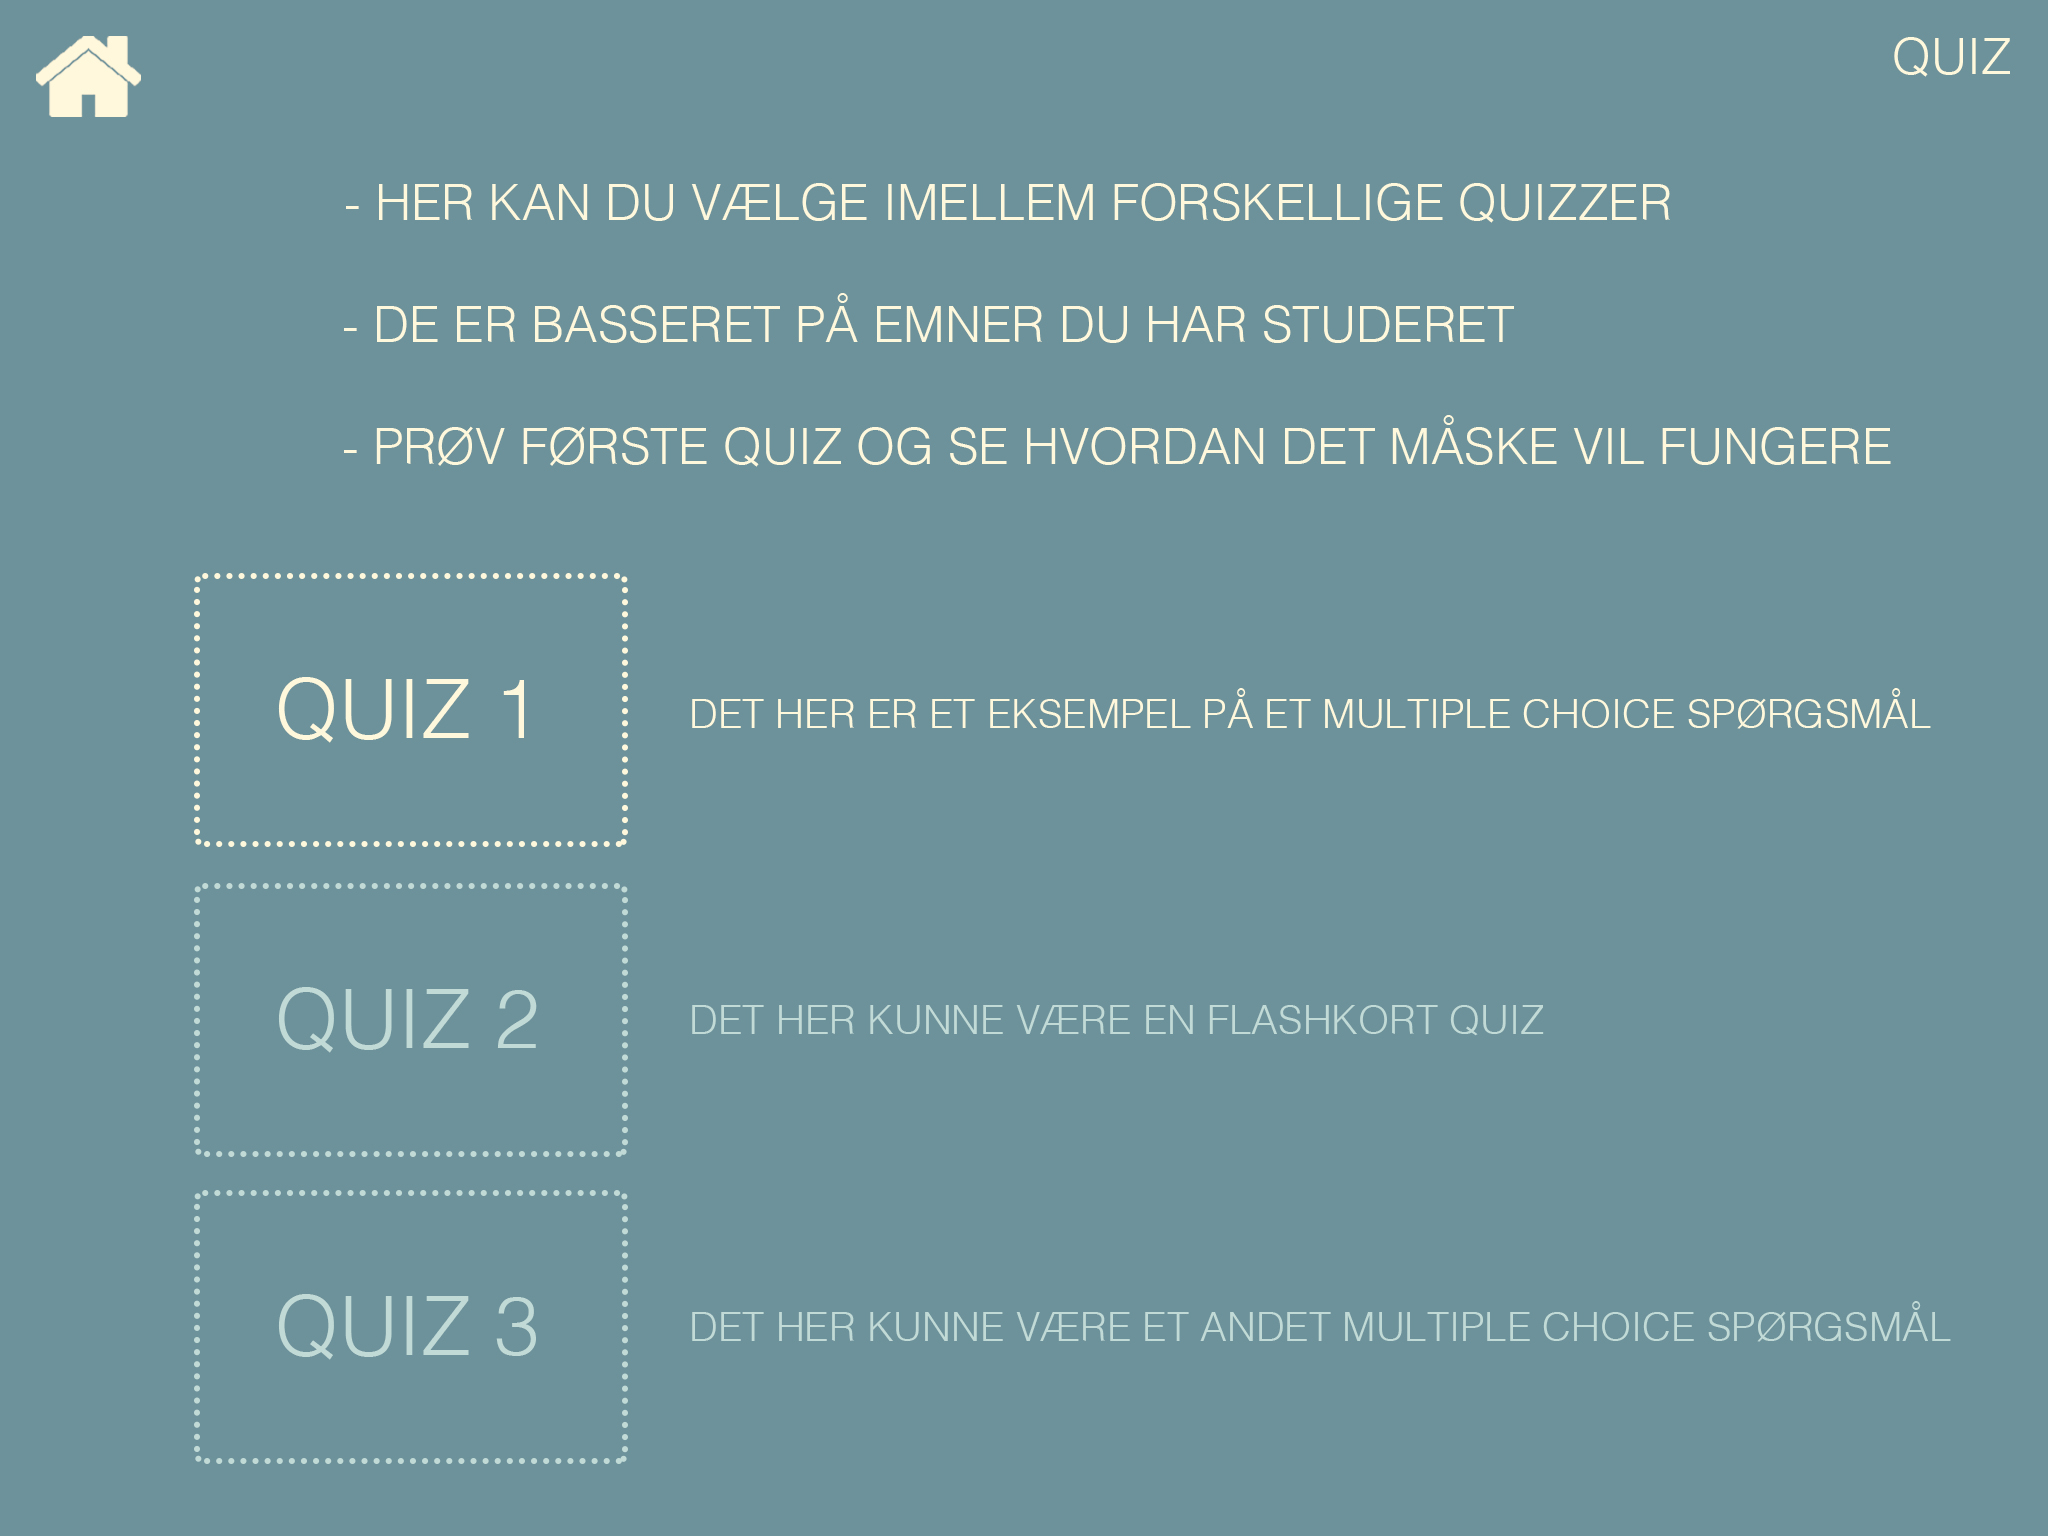 QUIZ
- HER KAN DU VÆLGE IMELLEM FORSKELLIGE QUIZZER
- DE ER BASSERET PÅ EMNER DU HAR STUDERET
- PRØV FØRSTE QUIZ OG SE HVORDAN DET MÅSKE VIL FUNGERE
QUIZ 1
DET HER ER ET EKSEMPEL PÅ ET MULTIPLE CHOICE SPØRGSMÅL
QUIZ 2
DET HER KUNNE VÆRE EN FLASHKORT QUIZ
QUIZ 3
DET HER KUNNE VÆRE ET ANDET MULTIPLE CHOICE SPØRGSMÅL